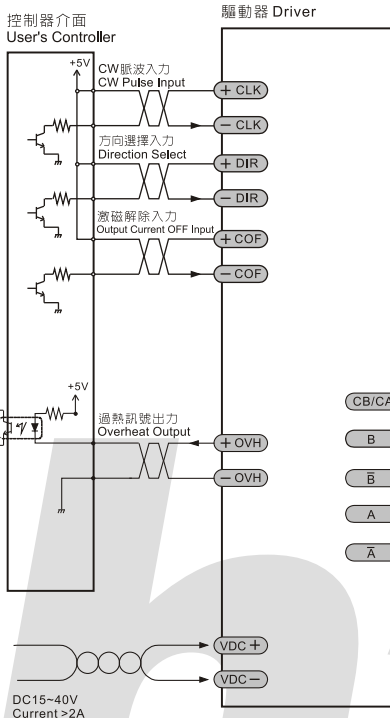 驅動器 Driver
控制器介面
User's Controller
+5V
CW脈波入力
CW Pulse Input
+ CLK
− CLK
方向選擇入力
Direction Select
+ DIR
− DIR
激磁解除入力
Output Current OFF Input
+ COF
− COF
+5V
過熱訊號出力
Overheat Output
+ OVH
− OVH
CB/CA
B
B̅
A
A̅
VDC +
VDC −
DC15~40V
Current >2A